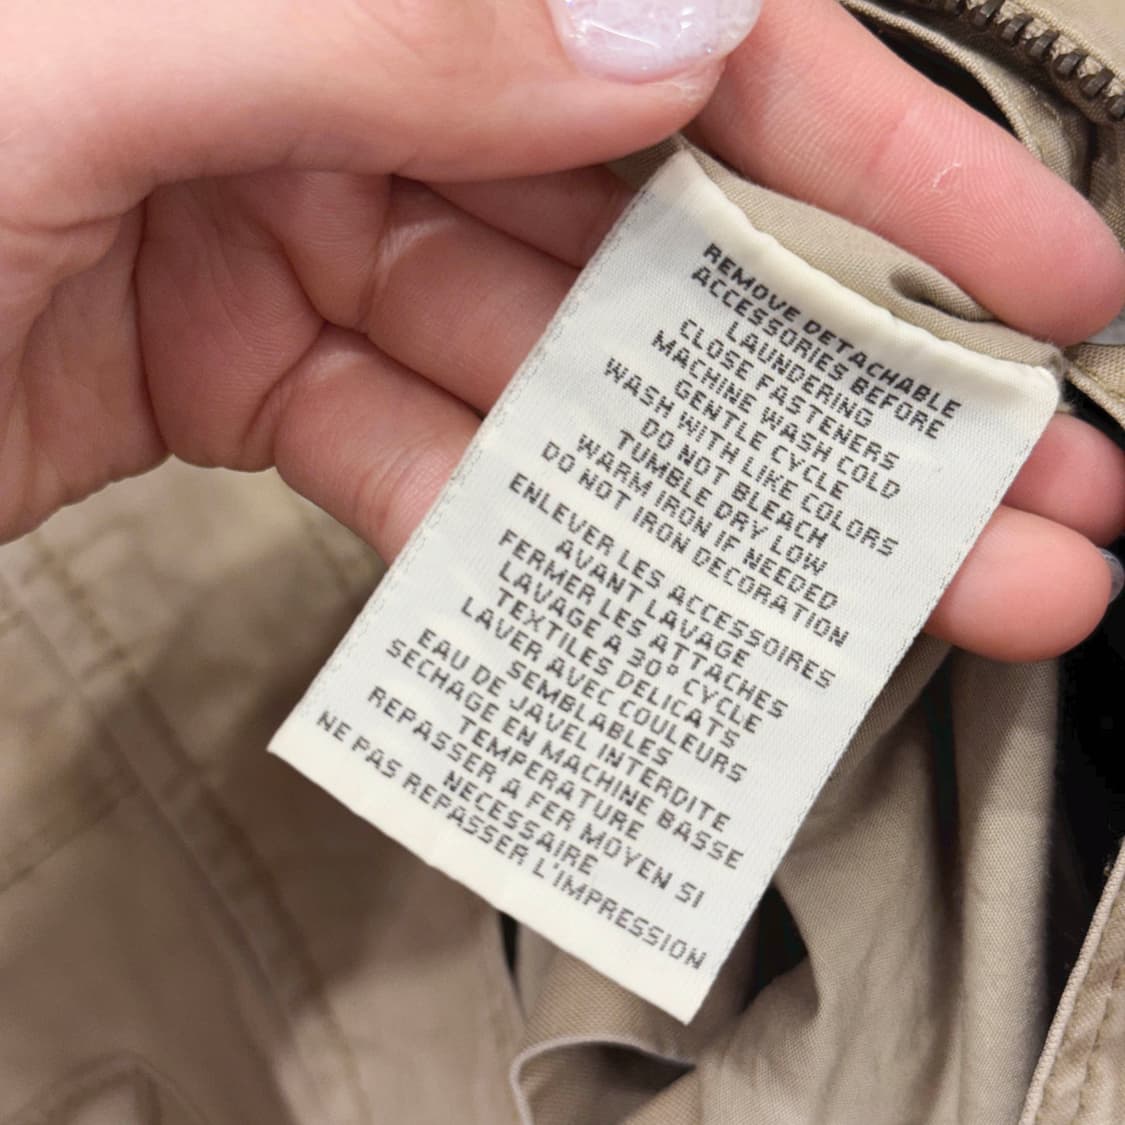 REMOVE DETACHABLE
ACCESSORIES BEFORE
LAUNDERING
CLOSE FASTENERS
MACHINE WASH COLD
GENTLE CYCLE
WASH WITH LIKE COLORS
DO NOT BLEACH
TUMBLE DRY LOW
WARM IRON IF NEEDED
DO NOT IRON DECORATION
ENLEVER LES ACCESSOIRES
AVANT LAVAGE
FERMER LES ATTACHES
LAVAGE A 30° CYCLE
TEXTILES DELICATS
LAVER AVEC COULEURS
SEMBLABLES
EAU DE JAVEL INTERDITE
SECHAGE EN MACHINE BASSE
TEMPERATURE
REPASSER A FER MOYEN SI
NECESSAIRE
NE PAS REPASSER L'IMPRESSION